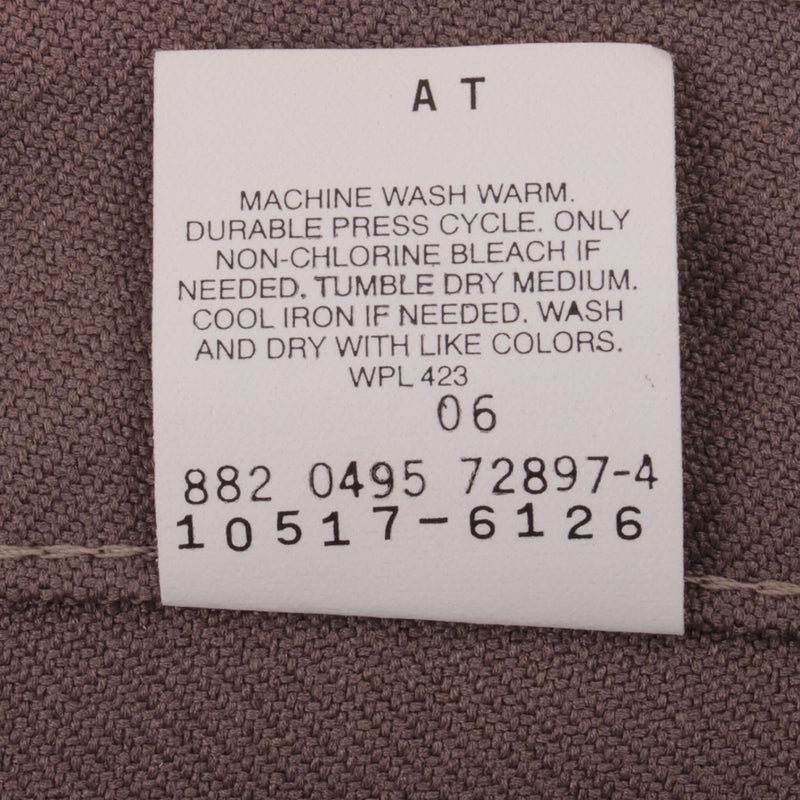 AT
MACHINE WASH WARM.
DURABLE PRESS CYCLE. ONLY
NON-CHLORINE BLEACH IF
NEEDED, TUMBLE DRY MEDIUM.
COOL IRON IF NEEDED. WASH
AND DRY WITH LIKE COLORS.
WPL 423
06
882 0495 72897-4
10517-6126